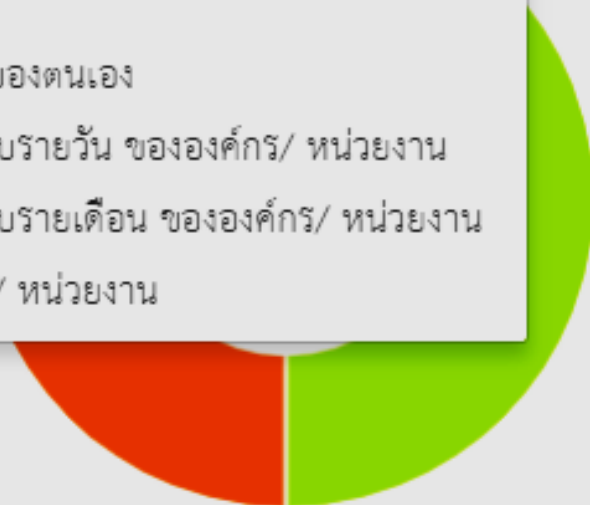 ของตนเอง
บรายวัน ขององค์กร/ หน่วยงาน
บรายเดือน ขององค์กร/ หน่วยงาน
/ หน่วยงาน